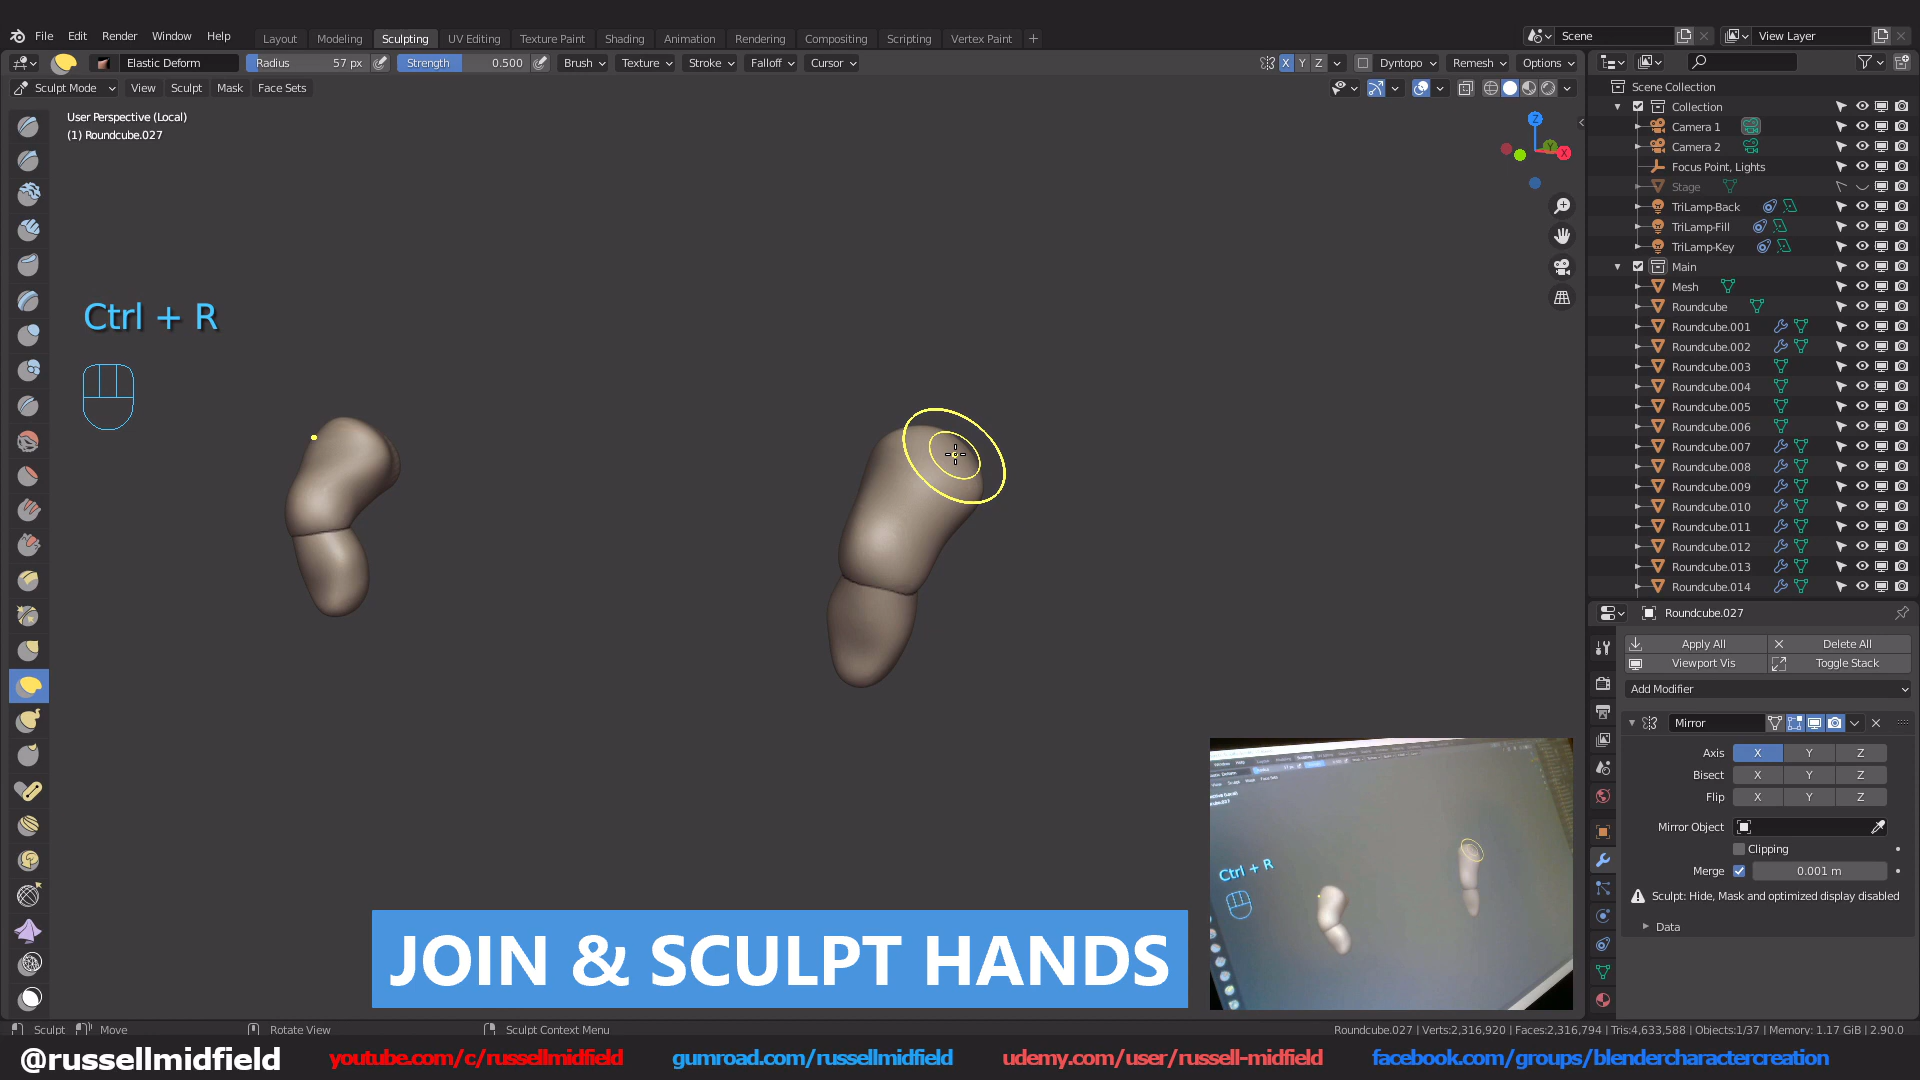 File Edit Render Window Help
Layout Modeling Sculpting UV Editing Texture Paint Shading Animation Rendering Compositing Scripting Vertex Paint +
Scene
View Layer
Elastic Deform
Radius 57 px
Strength 0.500
Brush Texture Stroke Falloff Cursor
X Y Z
Dyntopo Remesh Options
Sculpt Mode View Sculpt Mask Face Sets
User Perspective (Local)
(1) Roundcube.027
Z
Y
X
Ctrl + R
Scene Collection
Collection
Camera 1
Camera 2
Focus Point, Lights
Stage
TriLamp-Back
TriLamp-Fill
TriLamp-Key
Main
Mesh
Roundcube
Roundcube.001
Roundcube.002
Roundcube.003
Roundcube.004
Roundcube.005
Roundcube.006
Roundcube.007
Roundcube.008
Roundcube.009
Roundcube.010
Roundcube.011
Roundcube.012
Roundcube.013
Roundcube.014
Roundcube.027
Apply All
Delete All
Viewport Vis
Toggle Stack
Add Modifier
Mirror
Axis X Y Z
Bisect X Y Z
Flip X Y Z
Mirror Object
Clipping
Merge 0.001 m
Sculpt: Hide, Mask and optimized display disabled
Data
Ctrl + R
JOIN & SCULPT HANDS
Sculpt Move Rotate View Sculpt Context Menu
Roundcube.027 | Verts:2,316,920 | Faces:2,316,794 | Tris:4,633,588 | Objects:1/37 | Memory: 1.17 GiB | 2.90.0
@russellmidfield youtube.com/c/russellmidfield gumroad.com/russellmidfield udemy.com/user/russell-midfield facebook.com/groups/blendercharactercreation